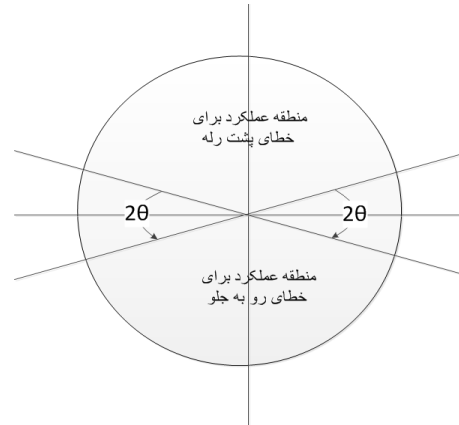 منطقه عملکرد برای
خطای پشت رله
2θ
2θ
منطقه عملکرد برای
خطای رو به جلو